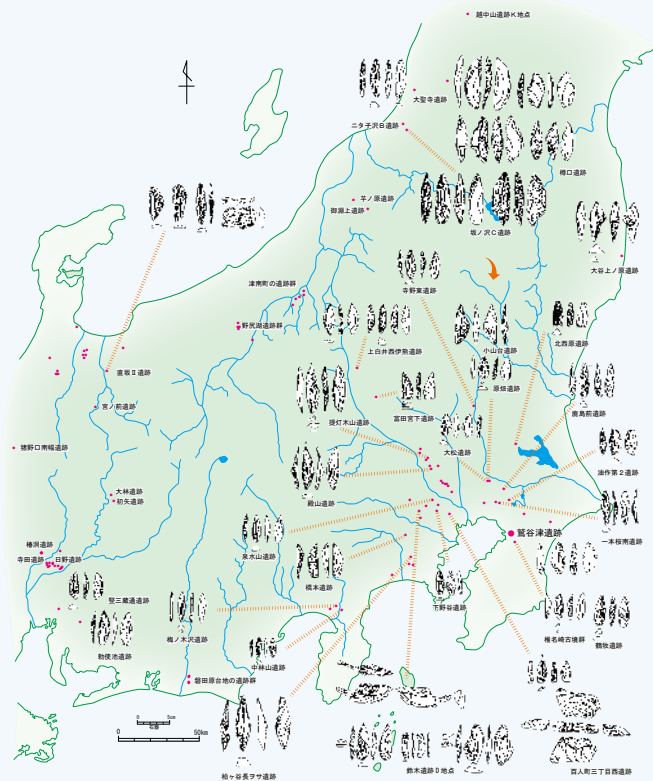 越中山遺跡K地点
大聖寺遺跡
二タ子沢B遺跡
樽口遺跡
芋ノ原遺跡
御淵上遺跡
坂ノ沢C遺跡
大谷上ノ原遺跡
津南町の遺跡群
寺野東遺跡
野尻湖遺跡群
上白井西伊熊遺跡
小山台遺跡
北西原遺跡
直坂Ⅱ遺跡
原畑遺跡
宮ノ前遺跡
提灯木山遺跡
富田宮下遺跡
鹿島前遺跡
大松遺跡
油作第2遺跡
大林遺跡
初矢遺跡
殿山遺跡
一本桜南遺跡
鷲谷津遺跡
椿洞遺跡
寺田遺跡
日野遺跡
泉水山遺跡
橋本遺跡
下野谷遺跡
竪三蔵通遺跡
梅ノ木沢遺跡
椎名崎古墳群
鶴牧遺跡
勅使池遺跡
中林山遺跡
磐田原台地の遺跡群
0
5cm
石器
0
50km
柏ヶ谷長ヲサ遺跡
鈴木遺跡D地点
百人町三丁目西遺跡